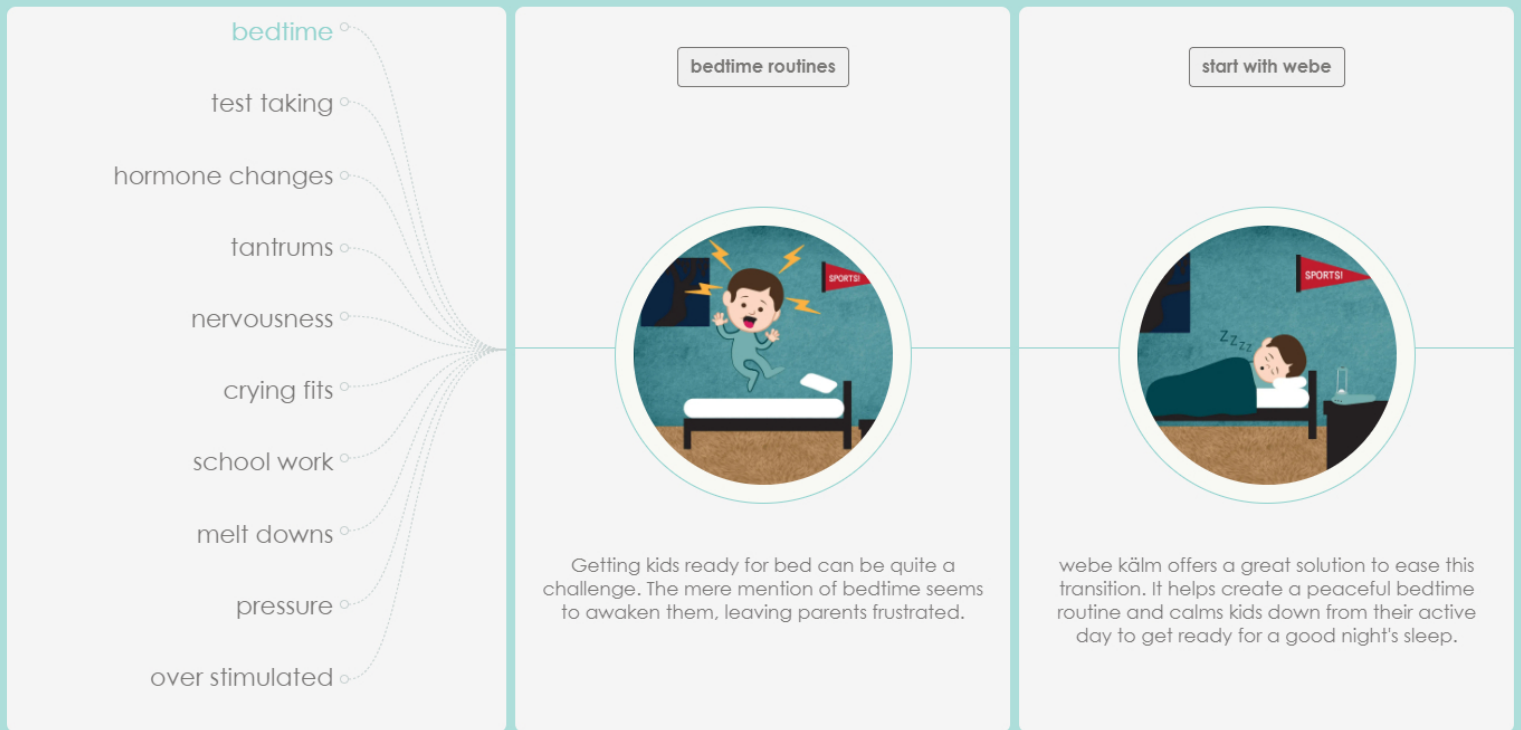 bedtime
test taking
hormone changes
tantrums
nervousness
crying fits
school work
melt downs
pressure
over stimulated
bedtime routines
SPORTS!
Getting kids ready for bed can be quite a
challenge. The mere mention of bedtime seems
to awaken them, leaving parents frustrated.
start with webe
SPORTS!
Zzzz
webe kälm offers a great solution to ease this
transition. It helps create a peaceful bedtime
routine and calms kids down from their active
day to get ready for a good night's sleep.